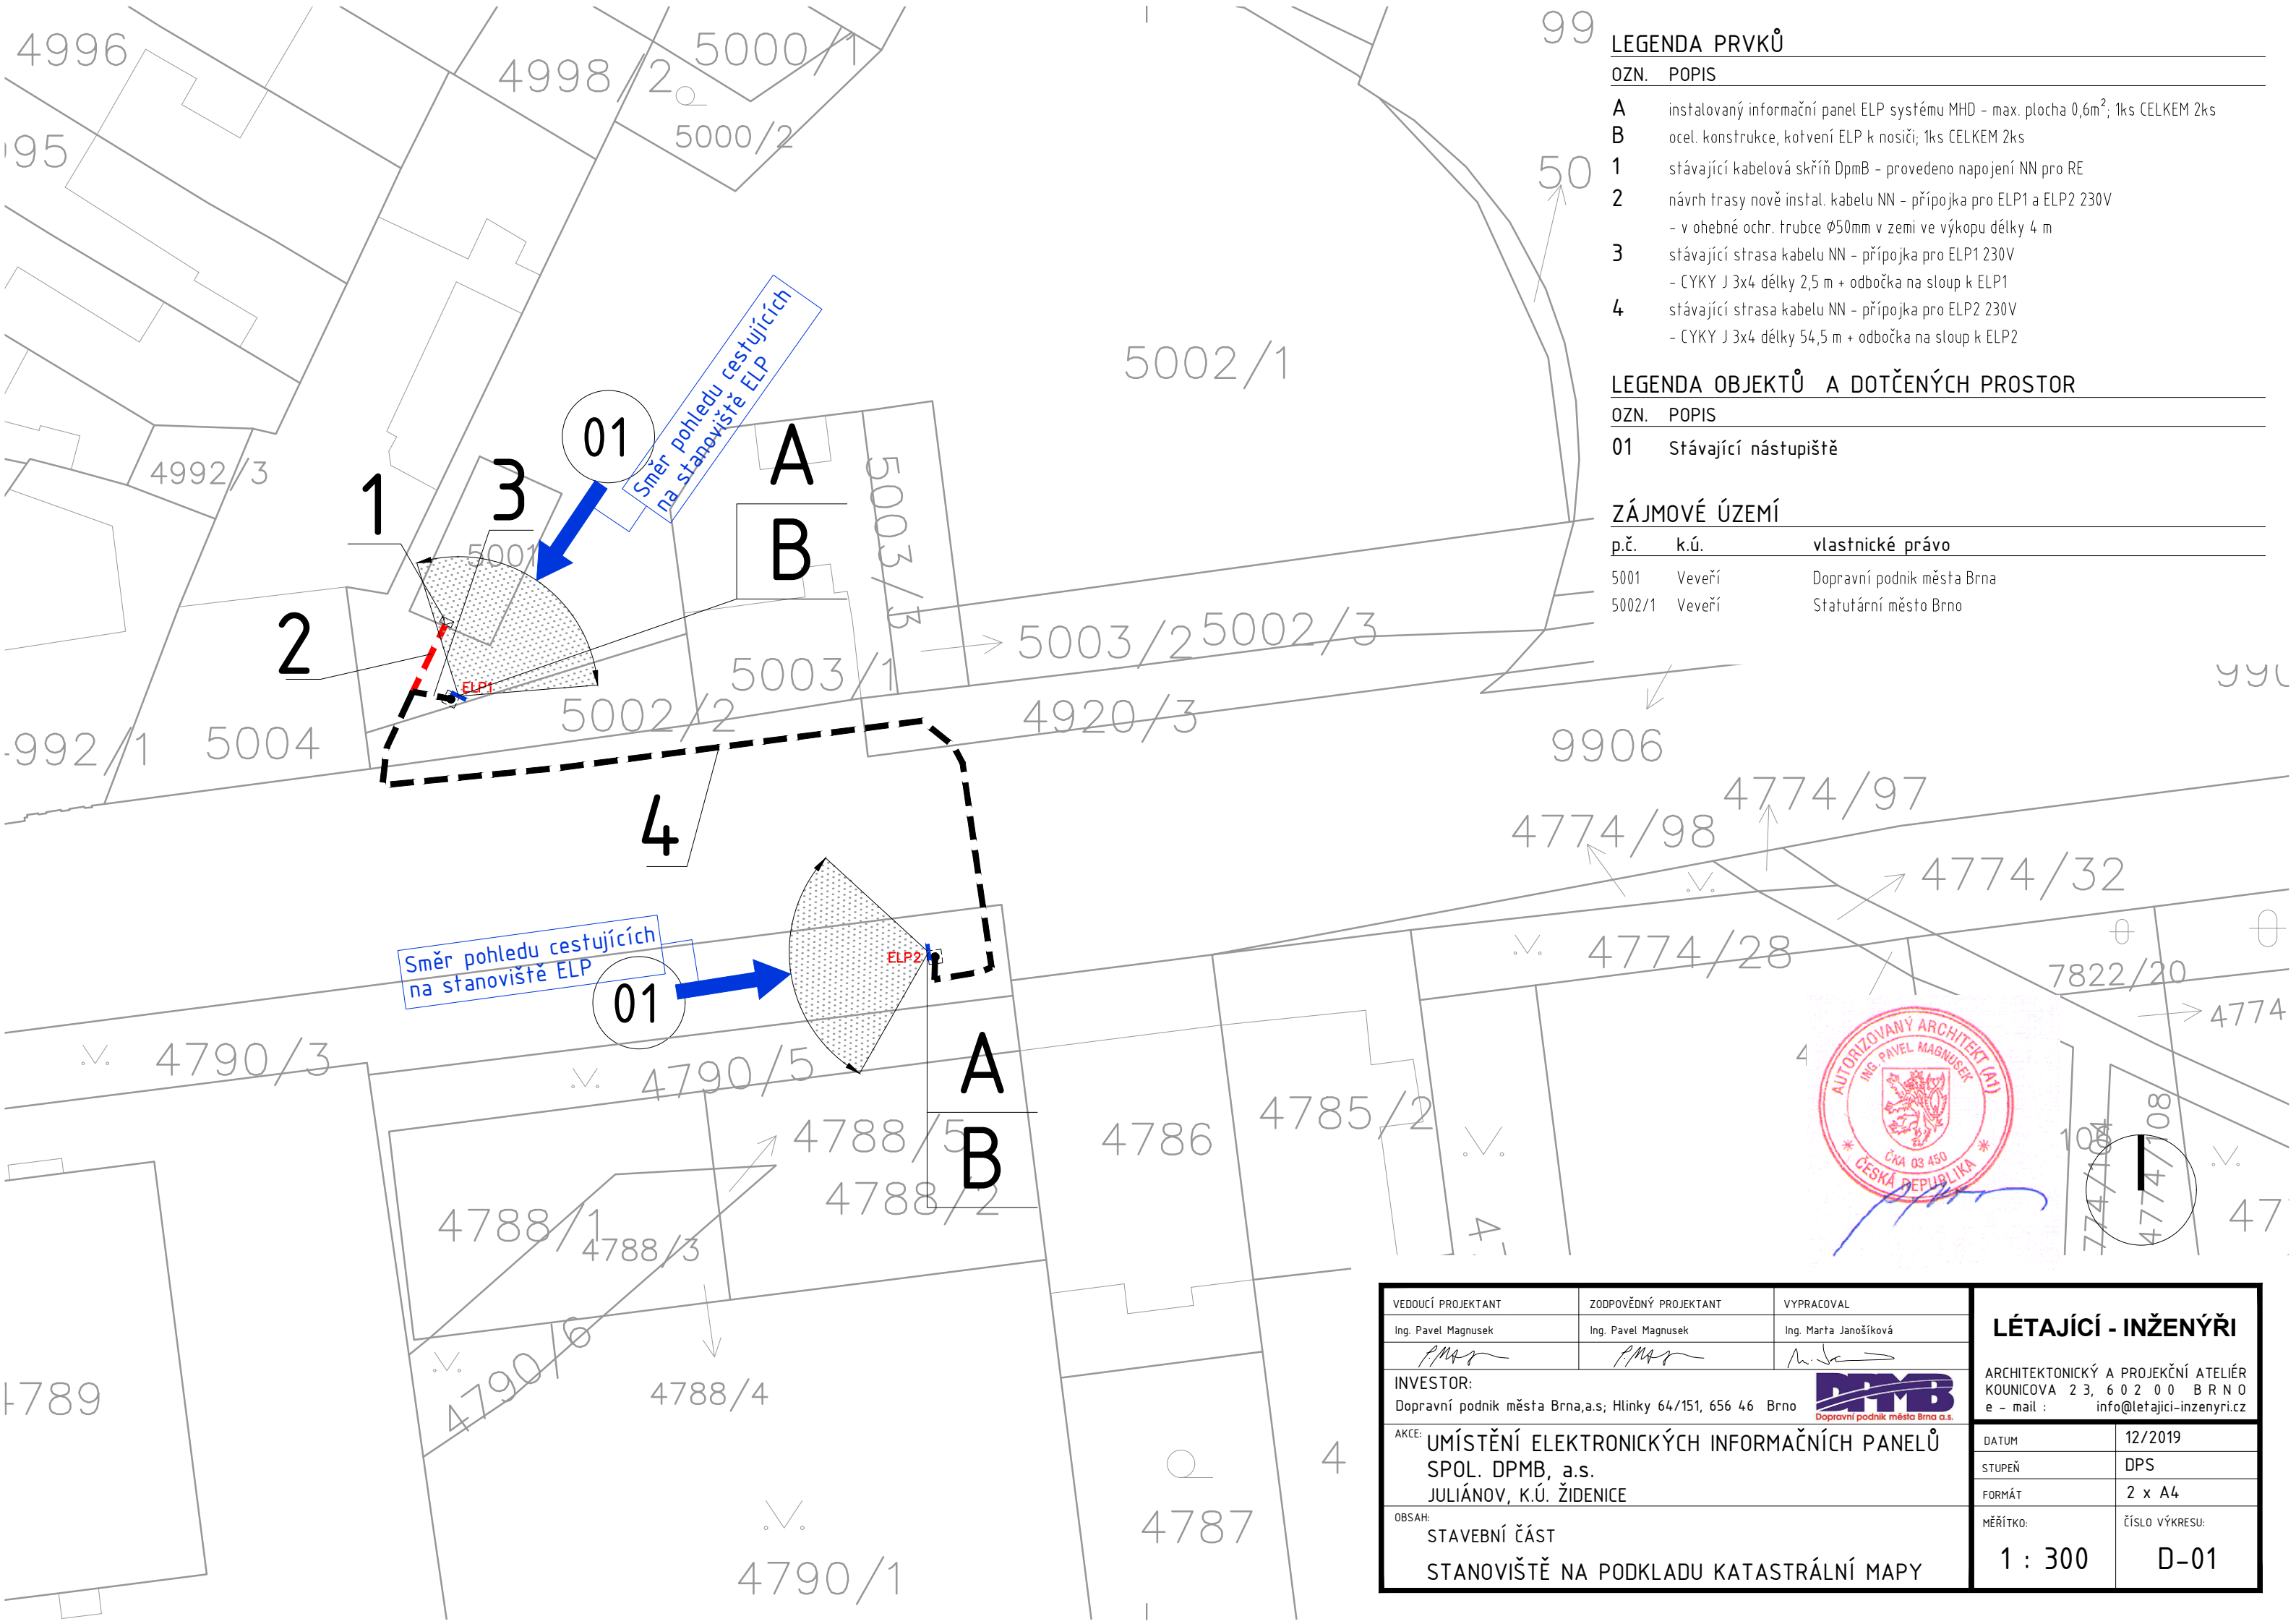 4996
4998/2
5000/1
5000/2
99
50
4992/3
5001
5002/1
5003/3
5003/1
5003/2
5002/3
5002/2
4920/3
5004
9906
4774/97
4774/98
4774/32
4774/28
7822/20
4774
4790/3
4790/5
4788/5
4788/2
4788/1
4788/3
4788/4
4790/6
4786
4785/2
4787
4790/1
4774/108
47
4
1
2
3
4
01
Směr pohledu cestujících
na stanoviště ELP
A
B
ELP1
Směr pohledu cestujících
na stanoviště ELP
01
ELP2
A
B
LEGENDA PRVKŮ
OZN. POPIS
A instalovaný informační panel ELP systému MHD - max. plocha 0,6m²; 1ks CELKEM 2ks
B ocel. konstrukce, kotvení ELP k nosiči; 1ks CELKEM 2ks
1 stávající kabelová skříň DpmB - provedeno napojení NN pro RE
2 návrh trasy nově instal. kabelu NN - přípojka pro ELP1 a ELP2 230V
- v ohebné ochr. trubce Ø50mm v zemi ve výkopu délky 4 m
3 stávající strasa kabelu NN - přípojka pro ELP1 230V
- CYKY J 3x4 délky 2,5 m + odbočka na sloup k ELP1
4 stávající strasa kabelu NN - přípojka pro ELP2 230V
- CYKY J 3x4 délky 54,5 m + odbočka na sloup k ELP2
LEGENDA OBJEKTŮ A DOTČENÝCH PROSTOR
OZN. POPIS
01 Stávající nástupiště
ZÁJMOVÉ ÚZEMÍ
p.č. k.ú. vlastnické právo
5001 Veveří Dopravní podnik města Brna
5002/1 Veveří Statutární město Brno
AUTORIZOVANÝ ARCHITEKT (A1)
ING. PAVEL MAGNUSEK
ČKA 03 450
ČESKÁ REPUBLIKA
VEDOUCÍ PROJEKTANT ZODPOVĚDNÝ PROJEKTANT VYPRACOVAL
Ing. Pavel Magnusek Ing. Pavel Magnusek Ing. Marta Janošíková
INVESTOR:
Dopravní podnik města Brna,a.s; Hlinky 64/151, 656 46 Brno
DPMB
Dopravní podnik města Brna a.s.
AKCE: UMÍSTĚNÍ ELEKTRONICKÝCH INFORMAČNÍCH PANELŮ
SPOL. DPMB, a.s.
JULIÁNOV, K.Ú. ŽIDENICE
OBSAH:
STAVEBNÍ ČÁST
STANOVIŠTĚ NA PODKLADU KATASTRÁLNÍ MAPY
LÉTAJÍCÍ - INŽENÝŘI
ARCHITEKTONICKÝ A PROJEKČNÍ ATELIÉR
KOUNICOVA 23, 602 00 BRNO
e - mail : info@letajici-inzenyri.cz
DATUM 12/2019
STUPEŇ DPS
FORMÁT 2 x A4
MĚŘÍTKO: ČÍSLO VÝKRESU:
1 : 300 D-01